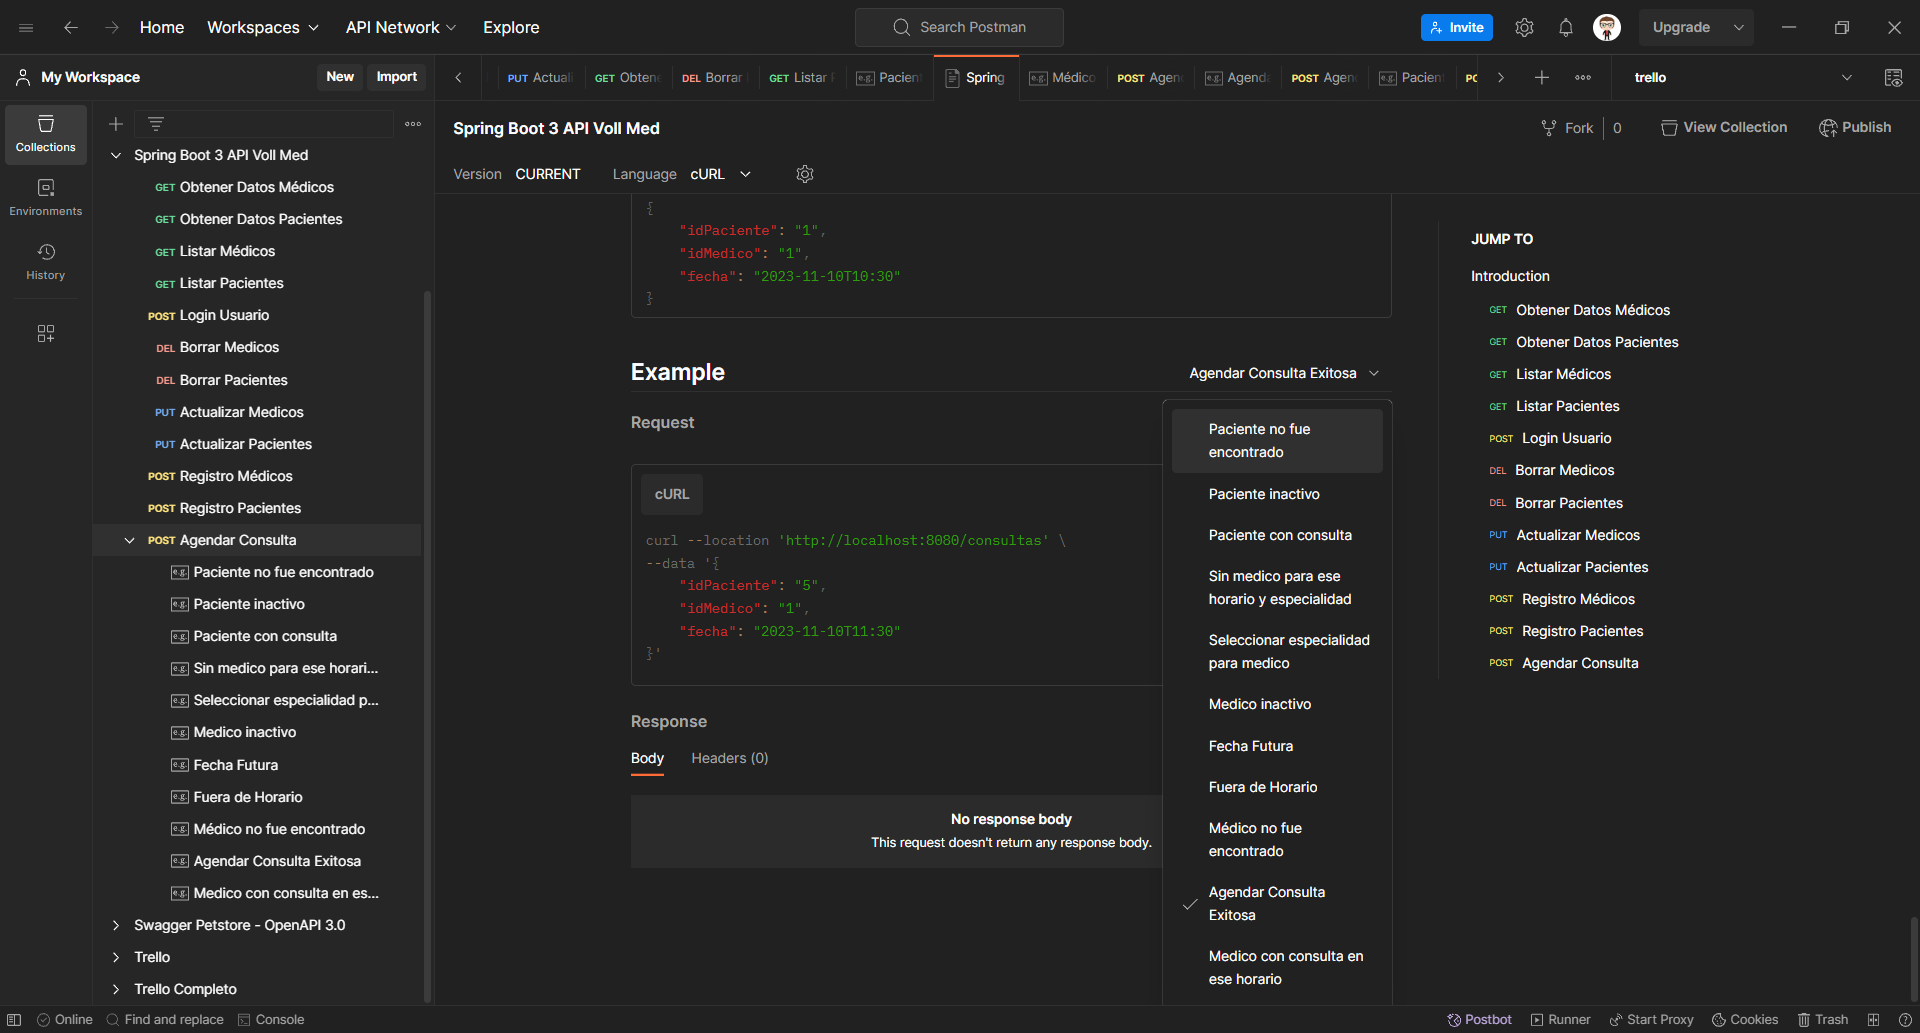 Home
Workspaces
API Network
Explore
Search Postman
Invite
Upgrade
My Workspace
New
Import
PUT Actuali
GET Obtene
DEL Borrar
GET Listar
Pacient
Spring
Médico
POST Agen
Agenda
POST Agen
Pacient
PO
trello
Collections
Environments
History
Spring Boot 3 API Voll Med
GET Obtener Datos Médicos
GET Obtener Datos Pacientes
GET Listar Médicos
GET Listar Pacientes
POST Login Usuario
DEL Borrar Medicos
DEL Borrar Pacientes
PUT Actualizar Medicos
PUT Actualizar Pacientes
POST Registro Médicos
POST Registro Pacientes
POST Agendar Consulta
e.g. Paciente no fue encontrado
e.g. Paciente inactivo
e.g. Paciente con consulta
e.g. Sin medico para ese horari...
e.g. Seleccionar especialidad p...
e.g. Medico inactivo
e.g. Fecha Futura
e.g. Fuera de Horario
e.g. Médico no fue encontrado
e.g. Agendar Consulta Exitosa
e.g. Medico con consulta en es...
Swagger Petstore - OpenAPI 3.0
Trello
Trello Completo
Spring Boot 3 API Voll Med
Fork
0
View Collection
Publish
Version CURRENT
Language cURL
{
"idPaciente": "1",
"idMedico": "1",
"fecha": "2023-11-10T10:30"
}
Example
Agendar Consulta Exitosa
Request
cURL
curl --location 'http://localhost:8080/consultas' \
--data '{
"idPaciente": "5",
"idMedico": "1",
"fecha": "2023-11-10T11:30"
}'
Response
Body
Headers (0)
No response body
This request doesn't return any response body.
Paciente no fue
encontrado
Paciente inactivo
Paciente con consulta
Sin medico para ese
horario y especialidad
Seleccionar especialidad
para medico
Medico inactivo
Fecha Futura
Fuera de Horario
Médico no fue
encontrado
Agendar Consulta
Exitosa
Medico con consulta en
ese horario
JUMP TO
Introduction
GET Obtener Datos Médicos
GET Obtener Datos Pacientes
GET Listar Médicos
GET Listar Pacientes
POST Login Usuario
DEL Borrar Medicos
DEL Borrar Pacientes
PUT Actualizar Medicos
PUT Actualizar Pacientes
POST Registro Médicos
POST Registro Pacientes
POST Agendar Consulta
Online
Find and replace
Console
Postbot
Runner
Start Proxy
Cookies
Trash